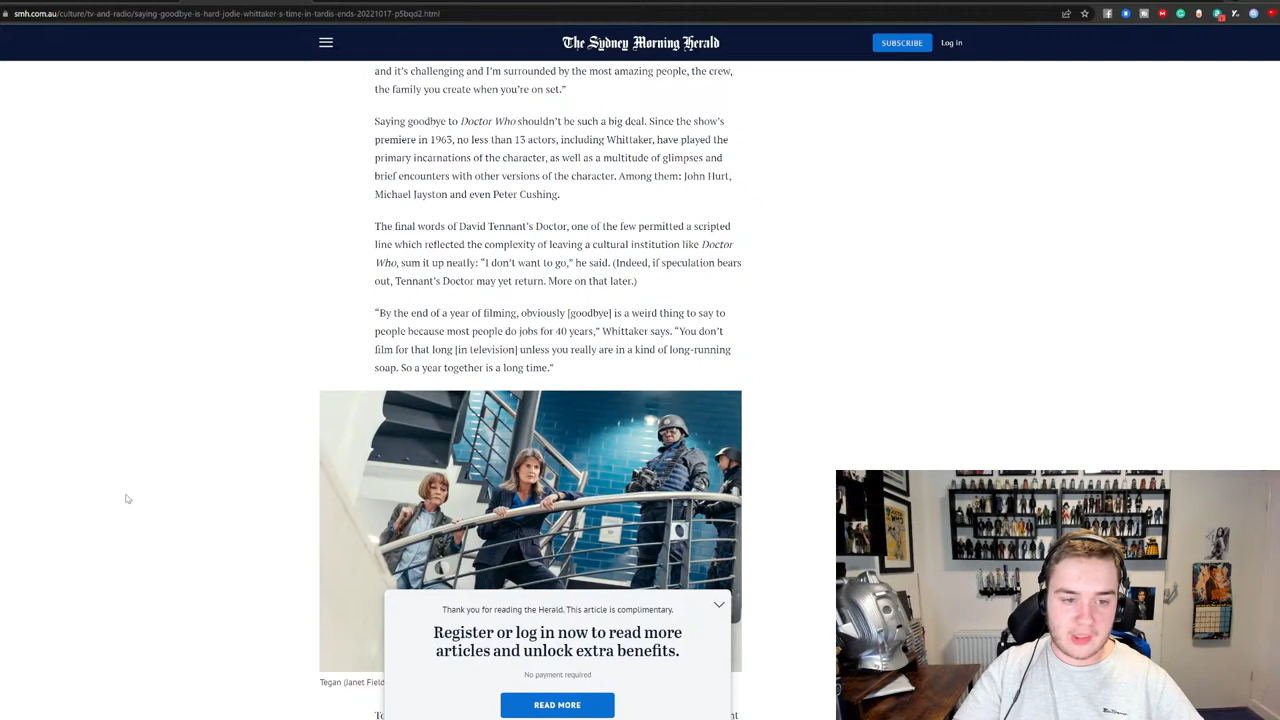 smh.com.au/culture/tv-and-radio/saying-goodbye-is-hard-jodie-whittaker-s-time-in-tardis-ends-20221017-p5bqd2.html
The Sydney Morning Herald
SUBSCRIBE
Log in
and it's challenging and I'm surrounded by the most amazing people, the crew,
the family you create when you're on set.”
Saying goodbye to Doctor Who shouldn't be such a big deal. Since the show's
premiere in 1963, no less than 13 actors, including Whittaker, have played the
primary incarnations of the character, as well as a multitude of glimpses and
brief encounters with other versions of the character. Among them: John Hurt,
Michael Jayston and even Peter Cushing.
The final words of David Tennant's Doctor, one of the few permitted a scripted
line which reflected the complexity of leaving a cultural institution like Doctor
Who, sum it up neatly: “I don't want to go,” he said. (Indeed, if speculation bears
out, Tennant's Doctor may yet return. More on that later.)
“By the end of a year of filming, obviously [goodbye] is a weird thing to say to
people because most people do jobs for 40 years,” Whittaker says. “You don't
film for that long [in television] unless you really are in a kind of long-running
soap. So a year together is a long time.”
Thank you for reading the Herald. This article is complimentary.
Register or log in now to read more
articles and unlock extra benefits.
No payment required
Tegan (Janet Field
READ MORE